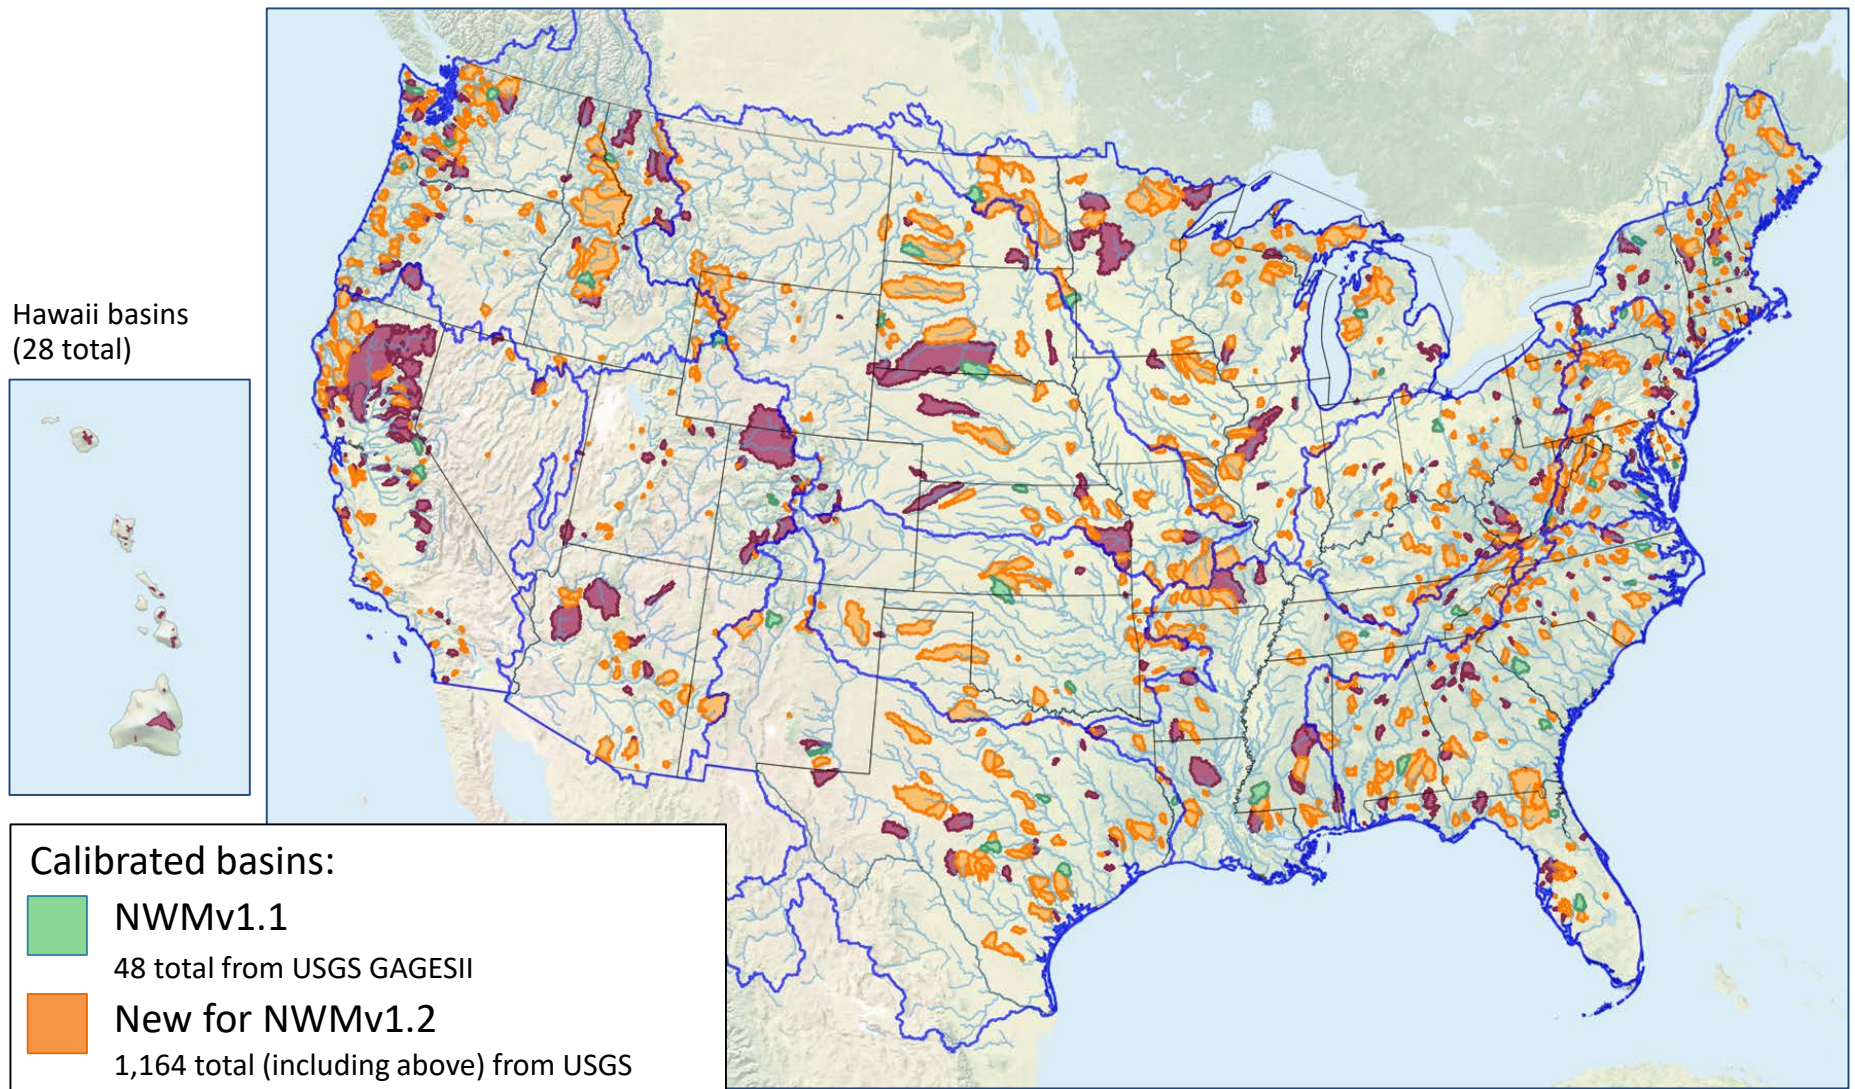 Hawaii basins
(28 total)
Calibrated basins:
NWMv1.1
48 total from USGS GAGESII
New for NWMv1.2
1,164 total (including above) from USGS